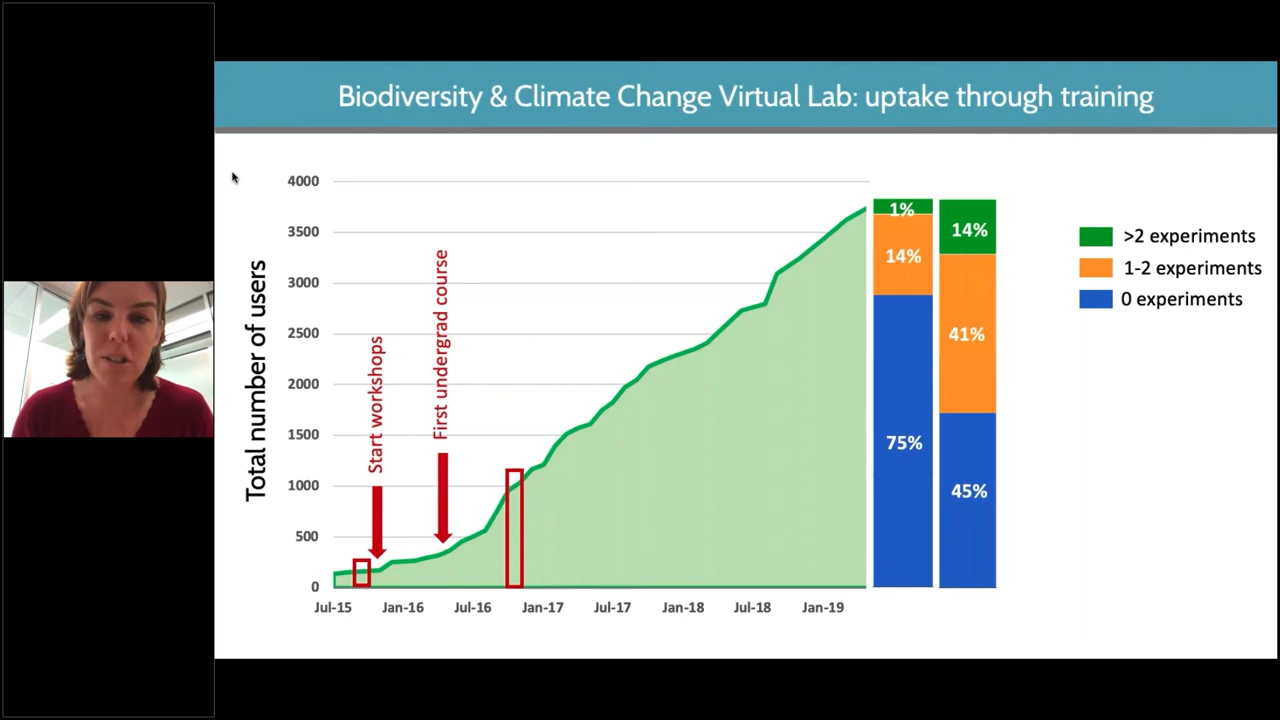 Biodiversity & Climate Change Virtual Lab: uptake through training
Total number of users
4000
3500
3000
2500
2000
1500
1000
500
0
Start workshops
First undergrad course
Jul-15
Jan-16
Jul-16
Jan-17
Jul-17
Jan-18
Jul-18
Jan-19
1%
14%
75%
14%
41%
45%
>2 experiments
1-2 experiments
0 experiments